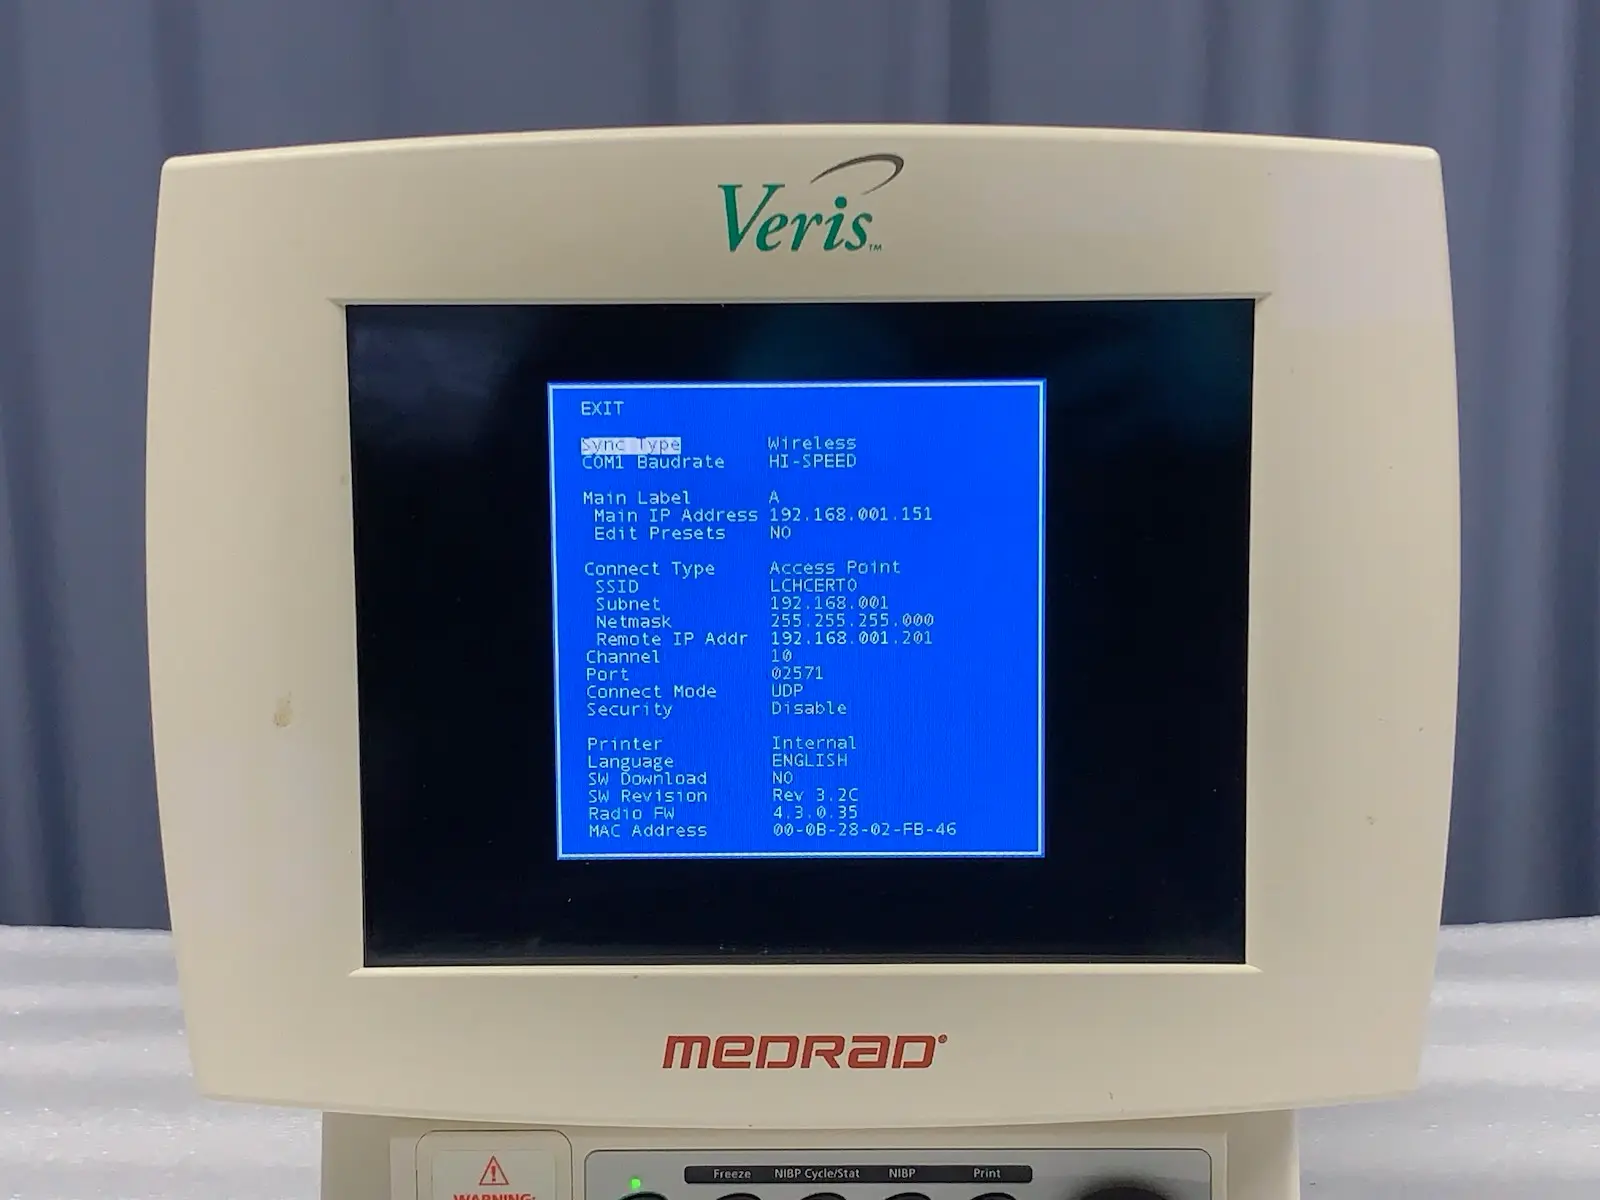 Veris™
EXIT
Sync Type Wireless
COM1 Baudrate HI-SPEED
Main Label A
Main IP Address 192.168.001.151
Edit Presets NO
Connect Type Access Point
SSID LCHCERTO
Subnet 192.168.001
Netmask 255.255.255.000
Remote IP Addr 192.168.001.201
Channel 10
Port 02571
Connect Mode UDP
Security Disable
Printer Internal
Language ENGLISH
SW Download NO
SW Revision Rev 3.2C
Radio FW 4.3.0.35
MAC Address 00-0B-28-02-FB-46
MEDRAD®
Freeze NIBP Cycle/Stat NIBP Print
WARNING: